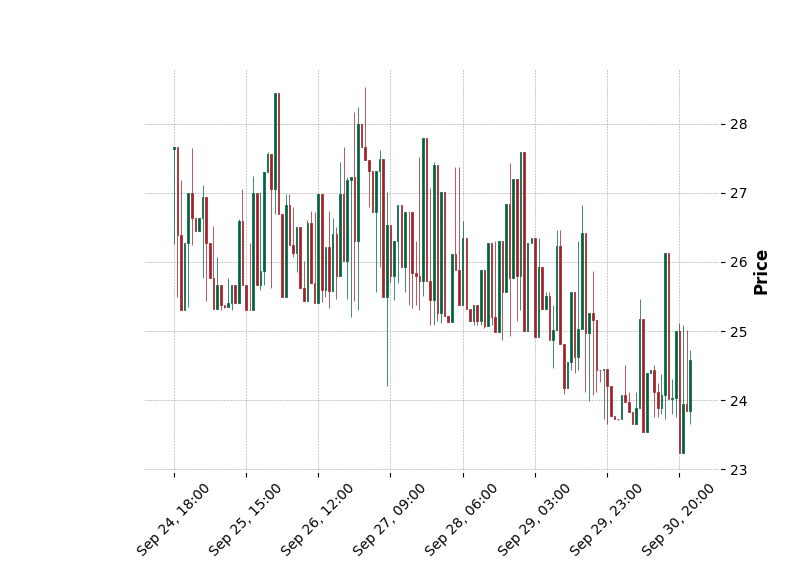 28
27
26
25
24
23
Price
Sep 24, 18:00
Sep 25, 15:00
Sep 26, 12:00
Sep 27, 09:00
Sep 28, 06:00
Sep 29, 03:00
Sep 29, 23:00
Sep 30, 20:00